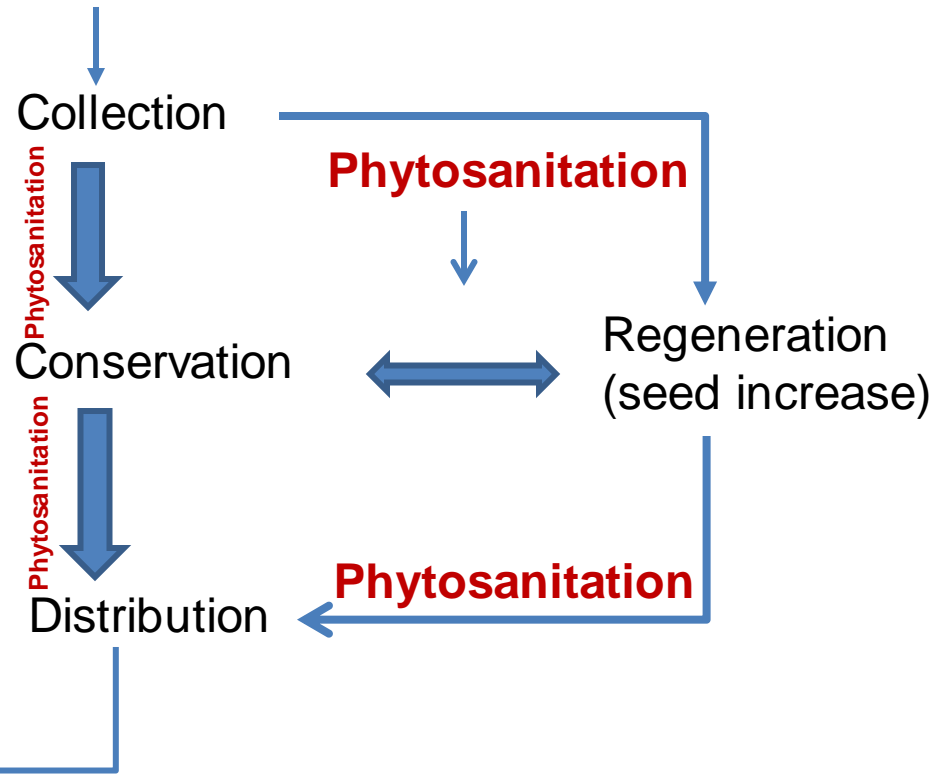 Collection
Phytosanitation
Phytosanitation
Conservation
Regeneration
(seed increase)
Phytosanitation
Phytosanitation
Distribution